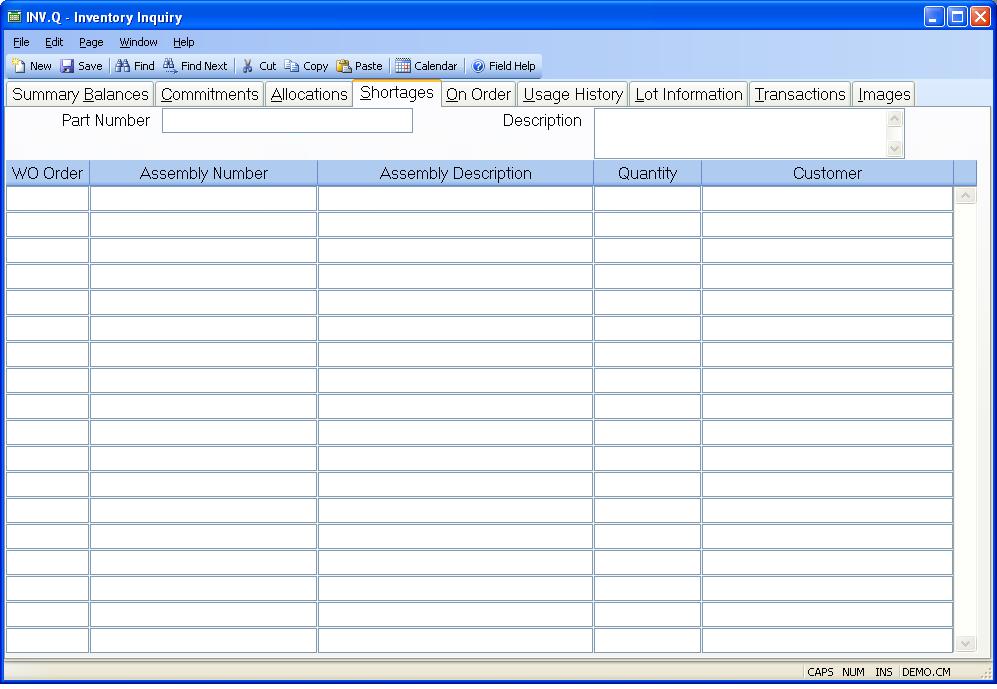 INV.Q - Inventory Inquiry
File Edit Page Window Help
New Save Find Find Next Cut Copy Paste Calendar Field Help
Summary Balances Commitments Allocations Shortages On Order Usage History Lot Information Transactions Images
Part Number Description
WO Order Assembly Number Assembly Description Quantity Customer
CAPS NUM INS DEMO.CM